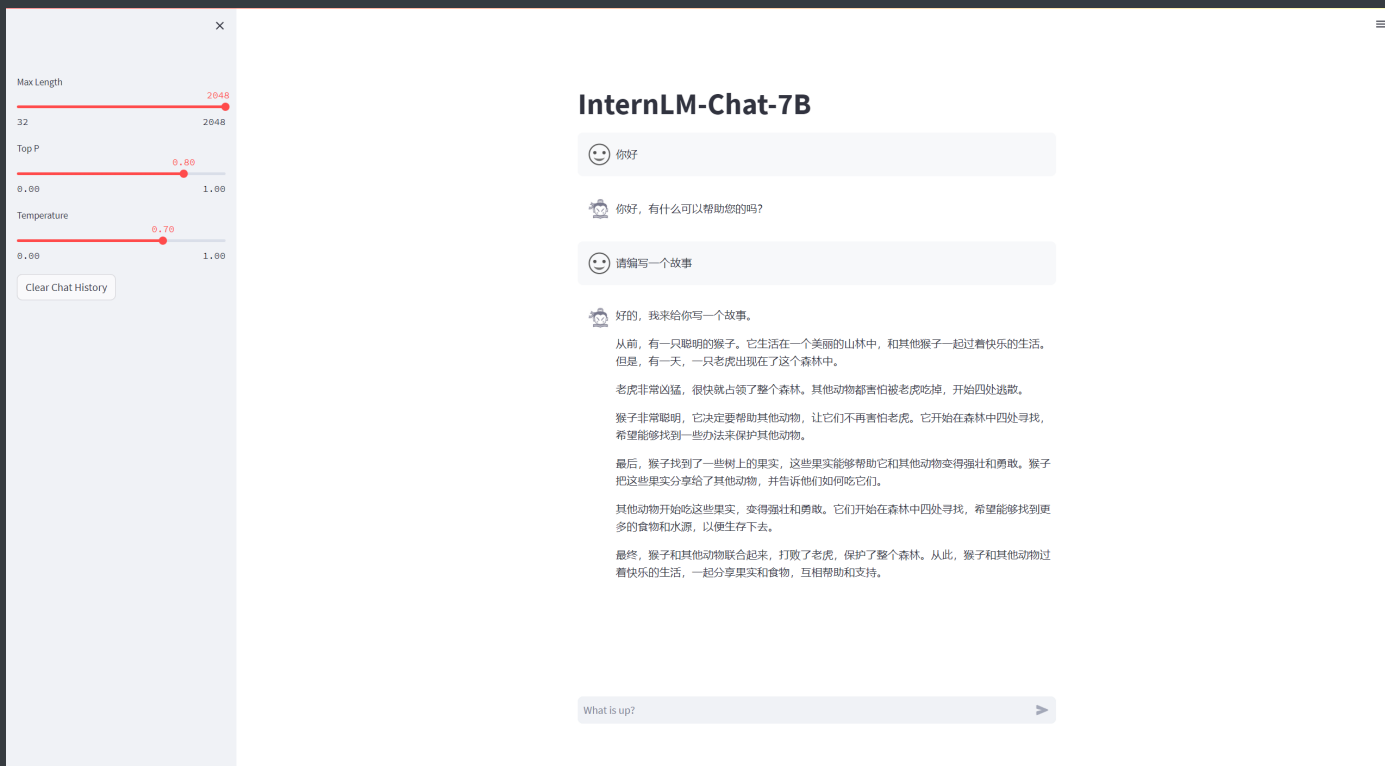 Max Length
2048
32 2048
Top P
0.80
0.00 1.00
Temperature
0.70
0.00 1.00
Clear Chat History
InternLM-Chat-7B
你好
你好，有什么可以帮助您的吗?
请编写一个故事
好的，我来给你写一个故事。
从前，有一只聪明的猴子。它生活在一个美丽的山林中，和其他猴子一起过着快乐的生活。
但是，有一天，一只老虎出现在了这个森林中。
老虎非常凶猛，很快就占领了整个森林。其他动物都害怕被老虎吃掉，开始四处逃散。
猴子非常聪明，它决定要帮助其他动物，让它们不再害怕老虎。它开始在森林中四处寻找，
希望能够找到一些办法来保护其他动物。
最后，猴子找到了一些树上的果实，这些果实能够帮助它和其他动物变得强壮和勇敢。猴子
把这些果实分享给了其他动物，并告诉他们如何吃它们。
其他动物开始吃这些果实，变得强壮和勇敢。它们开始在森林中四处寻找，希望能够找到更
多的食物和水源，以便生存下去。
最终，猴子和其他动物联合起来，打败了老虎，保护了整个森林。从此，猴子和其他动物过
着快乐的生活，一起分享果实和食物，互相帮助和支持。
What is up?